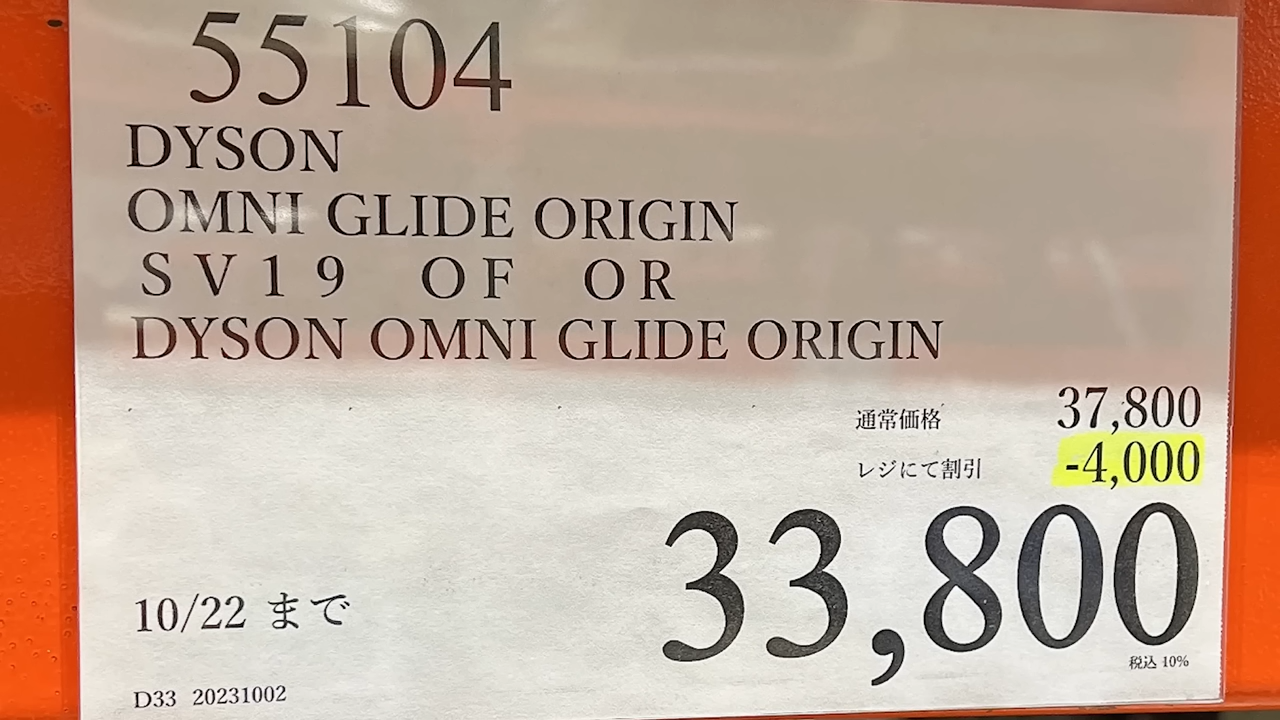 55104
DYSON
OMNI GLIDE ORIGIN
SV19 OF OR
DYSON OMNI GLIDE ORIGIN
通常価格 37,800
レジにて割引 -4,000
33,800
税込 10%
10/22 まで
D33 20231002